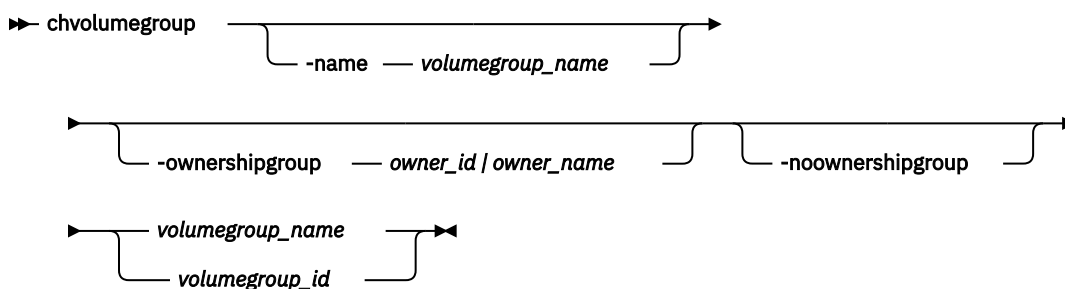 chvolumegroup
-name volumegroup_name
-ownershipgroup owner_id | owner_name -noownershipgroup
volumegroup_name
volumegroup_id